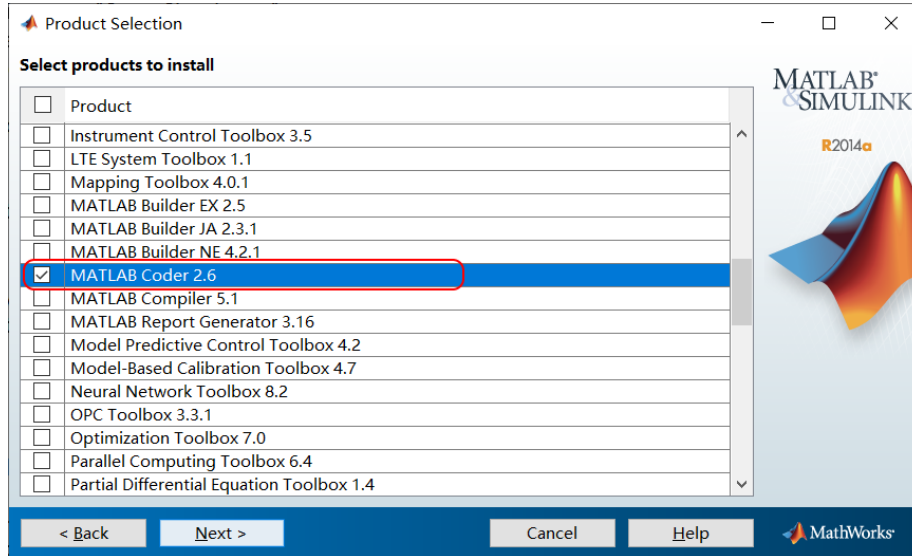 Product Selection
Select products to install
MATLAB®
&SIMULINK
R2014a
Product
Instrument Control Toolbox 3.5
LTE System Toolbox 1.1
Mapping Toolbox 4.0.1
MATLAB Builder EX 2.5
MATLAB Builder JA 2.3.1
MATLAB Builder NE 4.2.1
MATLAB Coder 2.6
MATLAB Compiler 5.1
MATLAB Report Generator 3.16
Model Predictive Control Toolbox 4.2
Model-Based Calibration Toolbox 4.7
Neural Network Toolbox 8.2
OPC Toolbox 3.3.1
Optimization Toolbox 7.0
Parallel Computing Toolbox 6.4
Partial Differential Equation Toolbox 1.4
< Back Next > Cancel Help MathWorks®